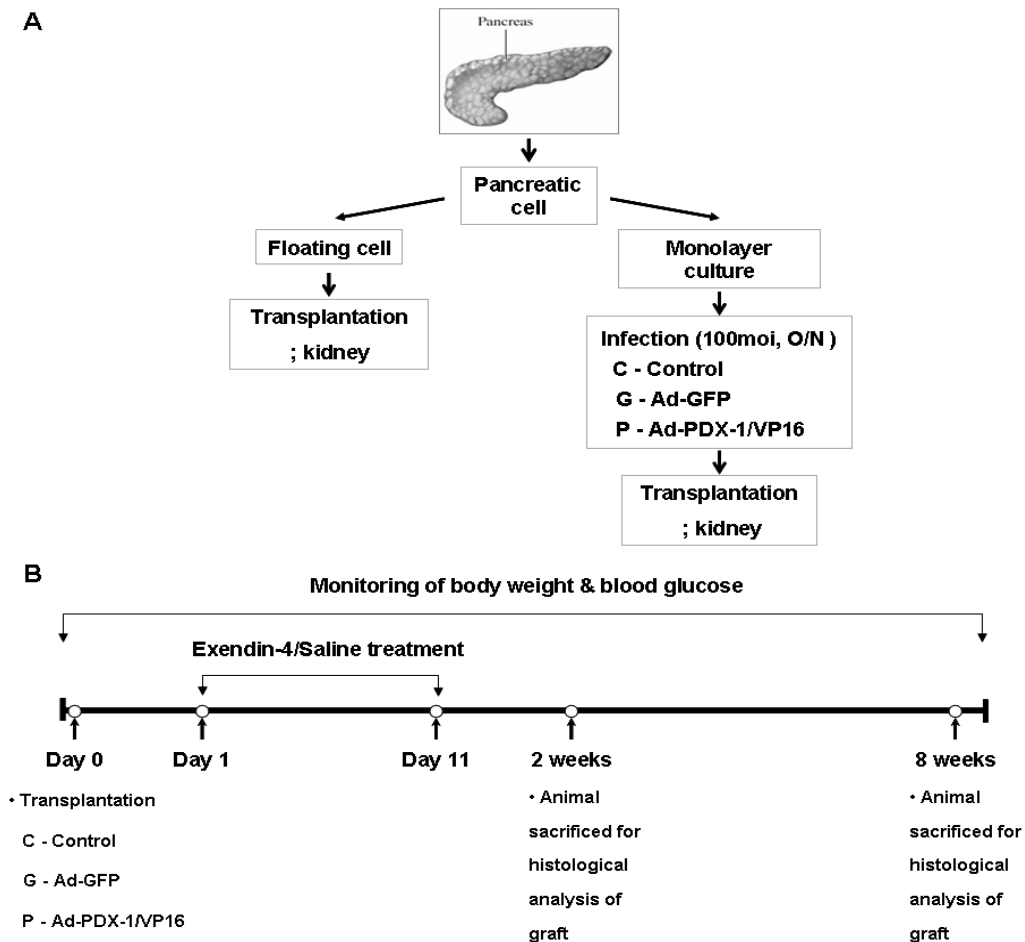 A
Pancreas
Pancreatic
cell
Floating cell
Transplantation
; kidney
Monolayer
culture
Infection (100moi, O/N )
C - Control
G - Ad-GFP
P - Ad-PDX-1/VP16
Transplantation
; kidney
B
Monitoring of body weight & blood glucose
Exendin-4/Saline treatment
Day 0
Day 1
Day 11
2 weeks
8 weeks
• Transplantation
C - Control
G - Ad-GFP
P - Ad-PDX-1/VP16
• Animal
sacrificed for
histological
analysis of
graft
• Animal
sacrificed for
histological
analysis of
graft